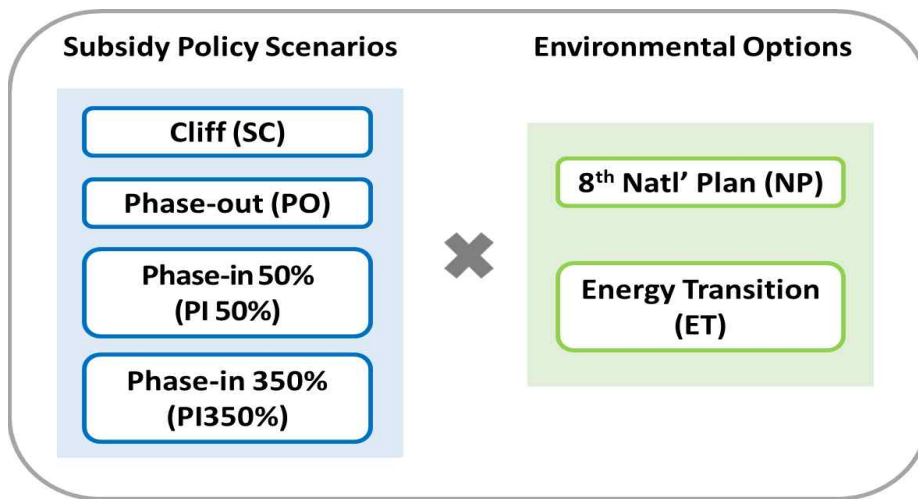 Subsidy Policy Scenarios
Cliff (SC)
Phase-out (PO)
Phase-in 50%
(PI 50%)
Phase-in 350%
(PI350%)
Environmental Options
8th Natl’ Plan (NP)
Energy Transition
(ET)